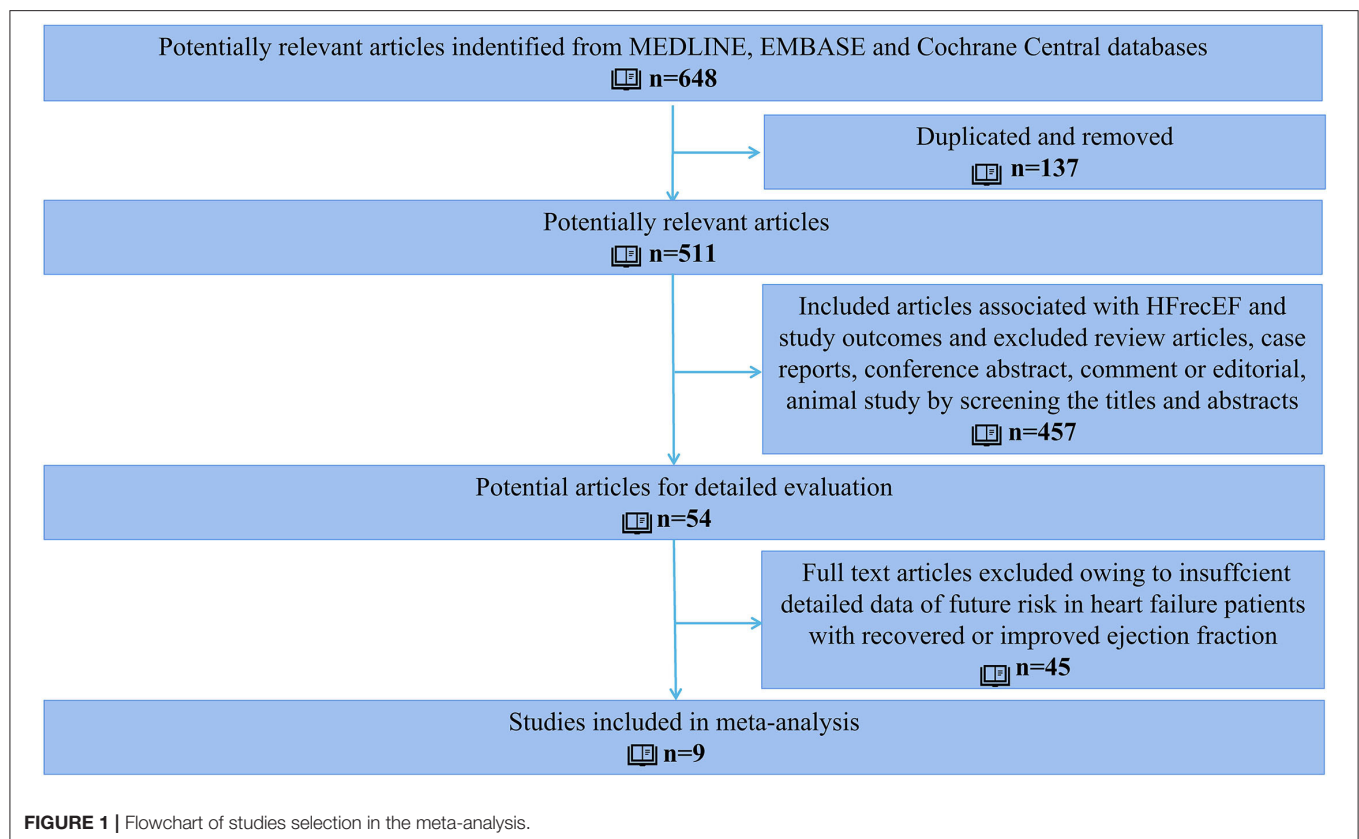 Potentially relevant articles indentified from MEDLINE, EMBASE and Cochrane Central databases
n=648
Duplicated and removed
n=137
Potentially relevant articles
n=511
Included articles associated with HFrecEF and
study outcomes and excluded review articles, case
reports, conference abstract, comment or editorial,
animal study by screening the titles and abstracts
n=457
Potential articles for detailed evaluation
n=54
Full text articles excluded owing to insuffcient
detailed data of future risk in heart failure patients
with recovered or improved ejection fraction
n=45
Studies included in meta-analysis
n=9
FIGURE 1 | Flowchart of studies selection in the meta-analysis.